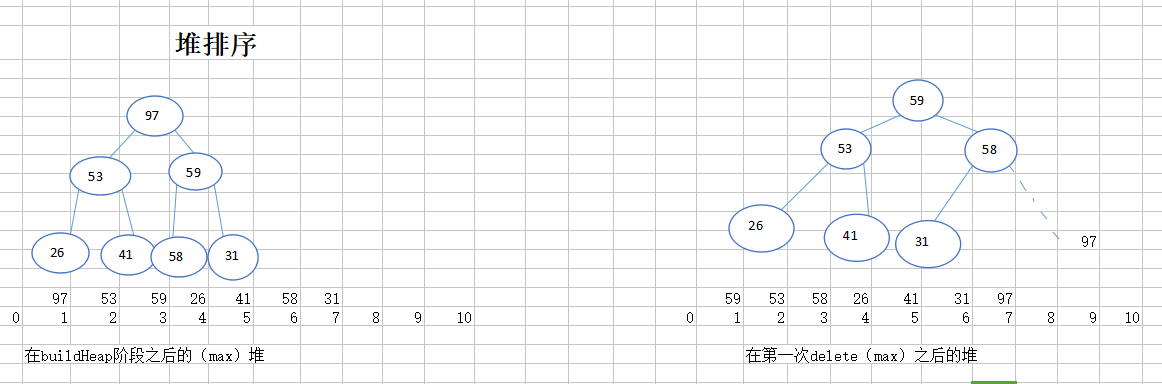 堆排序
97
53 59
26 41 58 31
97 53 59 26 41 58 31
0 1 2 3 4 5 6 7 8 9 10
在buildHeap阶段之后的（max）堆
59
53 58
26 41 31 97
59 53 58 26 41 31 97
0 1 2 3 4 5 6 7 8 9 10
在第一次delete（max）之后的堆